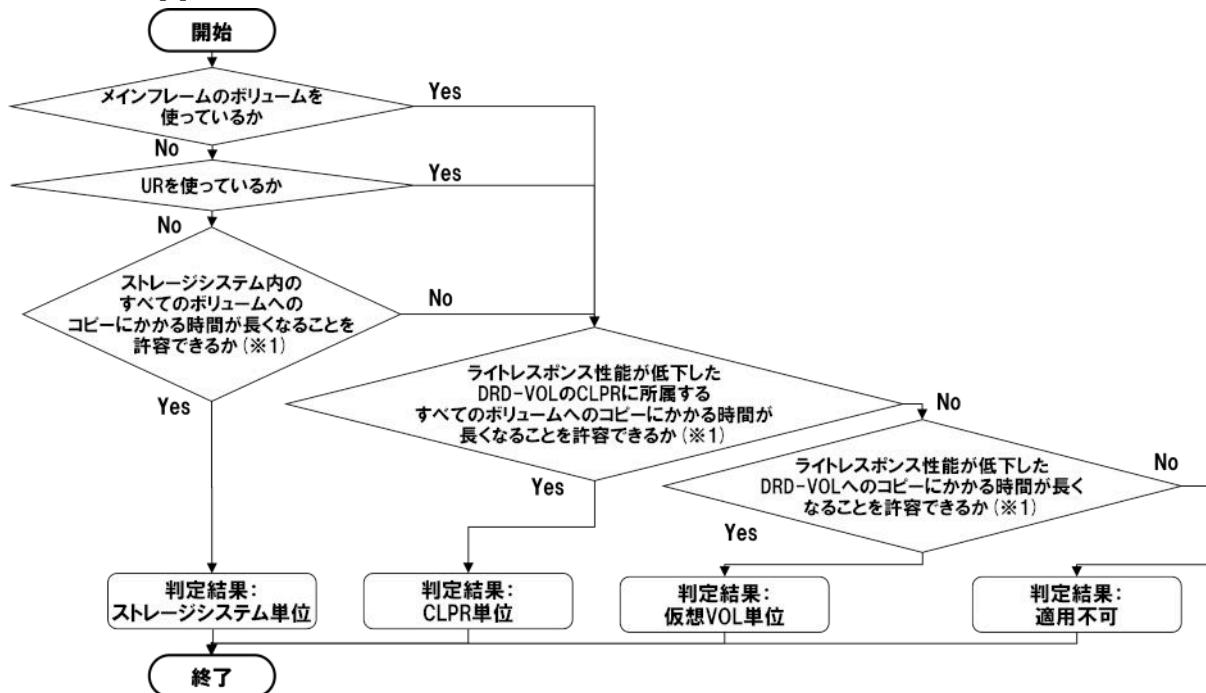 開始
メインフレームのボリュームを
使っているか
Yes
No
URを使っているか
Yes
No
ストレージシステム内の
すべてのボリュームへの
コピーにかかる時間が長くなることを
許容できるか(※1)
No
Yes
ライトレスポンス性能が低下した
DRD-VOLのCLPRに所属する
すべてのボリュームへのコピーにかかる時間が
長くなることを許容できるか(※1)
No
Yes
ライトレスポンス性能が低下した
DRD-VOLへのコピーにかかる時間が長く
なることを許容できるか(※1)
No
Yes
判定結果:
ストレージシステム単位
判定結果:
CLPR単位
判定結果:
仮想VOL単位
判定結果:
適用不可
終了